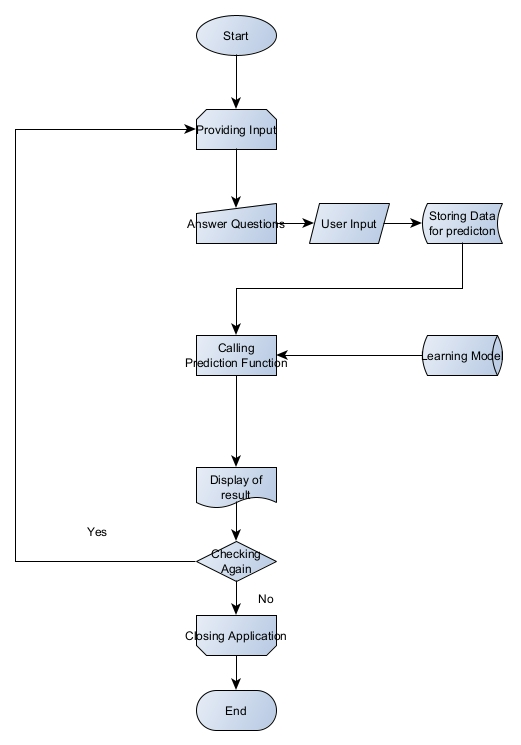 Start
Providing Input
Answer Questions
User Input
Storing Data
for predicton
Calling
Prediction Function
Learning Model
Display of
result
Checking
Again
Yes
No
Closing Application
End